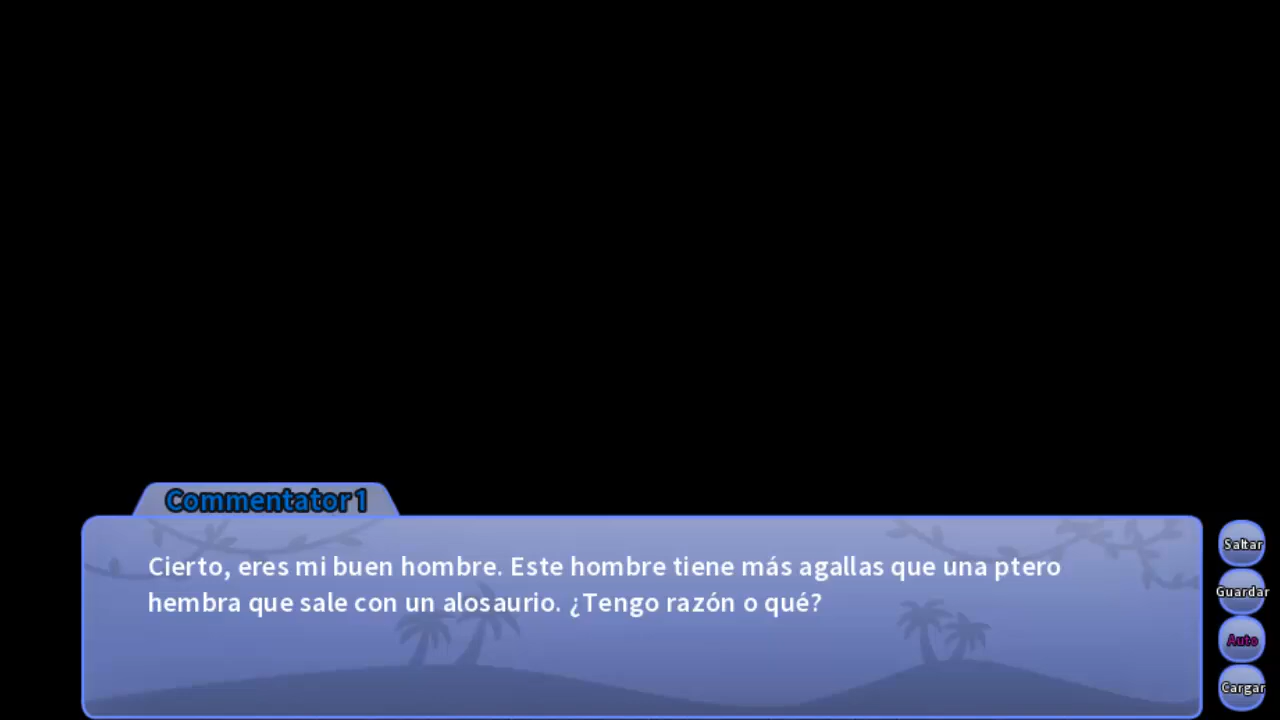 Commentator 1
Cierto, eres mi buen hombre. Este hombre tiene más agallas que una ptero
hembra que sale con un alosaurio. ¿Tengo razón o qué?
Saltar
Guardar
Auto
Cargar